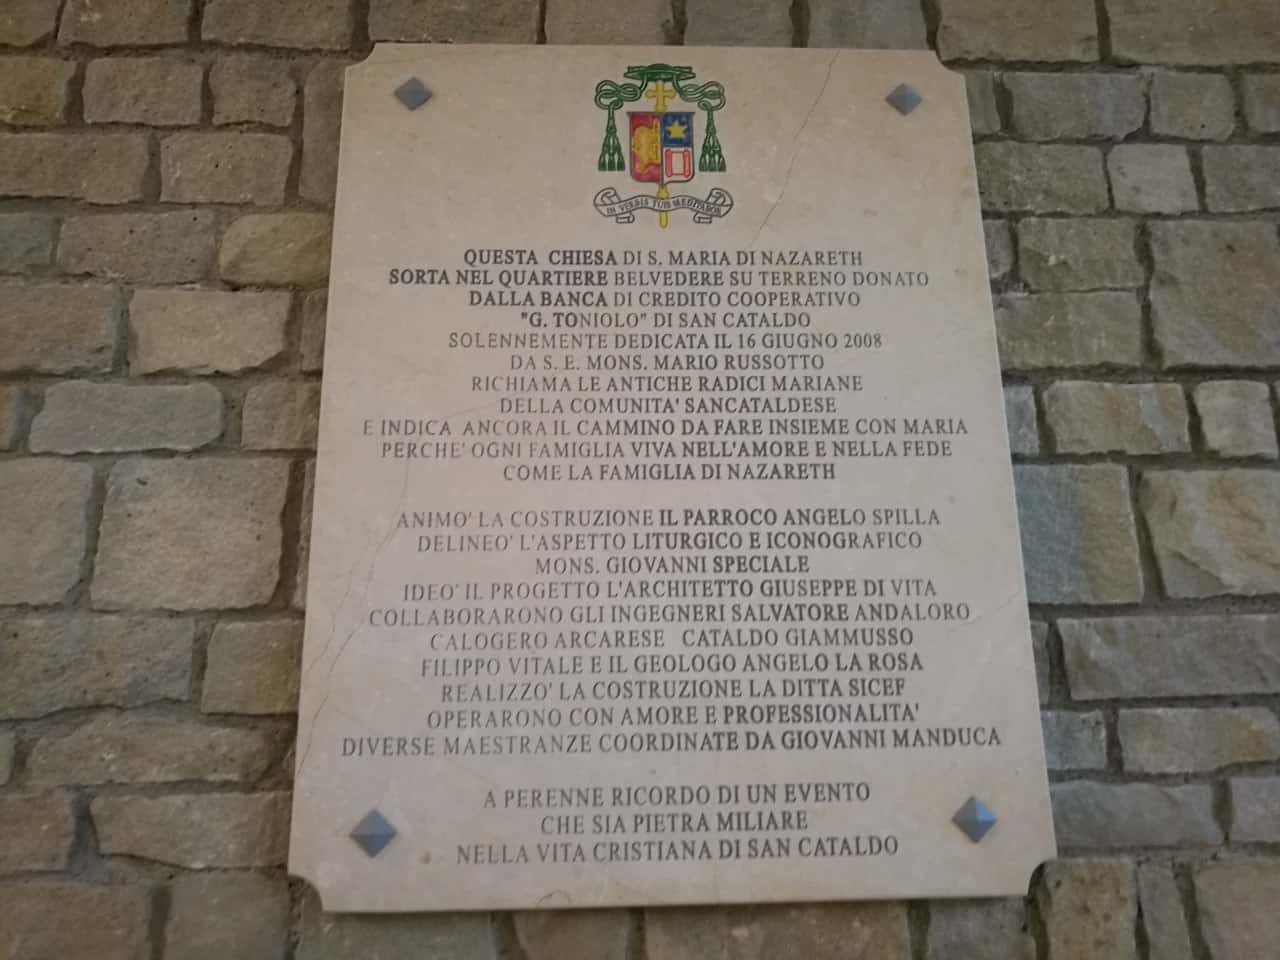 IN VERBIS TUIS MEDITABOR
QUESTA CHIESA DI S. MARIA DI NAZARETH
SORTA NEL QUARTIERE BELVEDERE SU TERRENO DONATO
DALLA BANCA DI CREDITO COOPERATIVO
"G. TONIOLO" DI SAN CATALDO
SOLENNEMENTE DEDICATA IL 16 GIUGNO 2008
DA S. E. MONS. MARIO RUSSOTTO
RICHIAMA LE ANTICHE RADICI MARIANE
DELLA COMUNITA' SANCATALDESE
E INDICA ANCORA IL CAMMINO DA FARE INSIEME CON MARIA
PERCHE' OGNI FAMIGLIA VIVA NELL'AMORE E NELLA FEDE
COME LA FAMIGLIA DI NAZARETH
ANIMO' LA COSTRUZIONE IL PARROCO ANGELO SPILLA
DELINEO' L'ASPETTO LITURGICO E ICONOGRAFICO
MONS. GIOVANNI SPECIALE
IDEO' IL PROGETTO L'ARCHITETTO GIUSEPPE DI VITA
COLLABORARONO GLI INGEGNERI SALVATORE ANDALORO
CALOGERO ARCARESE CATALDO GIAMMUSSO
FILIPPO VITALE E IL GEOLOGO ANGELO LA ROSA
REALIZZO' LA COSTRUZIONE LA DITTA SICEF
OPERARONO CON AMORE E PROFESSIONALITA'
DIVERSE MAESTRANZE COORDINATE DA GIOVANNI MANDUCA
A PERENNE RICORDO DI UN EVENTO
CHE SIA PIETRA MILIARE
NELLA VITA CRISTIANA DI SAN CATALDO